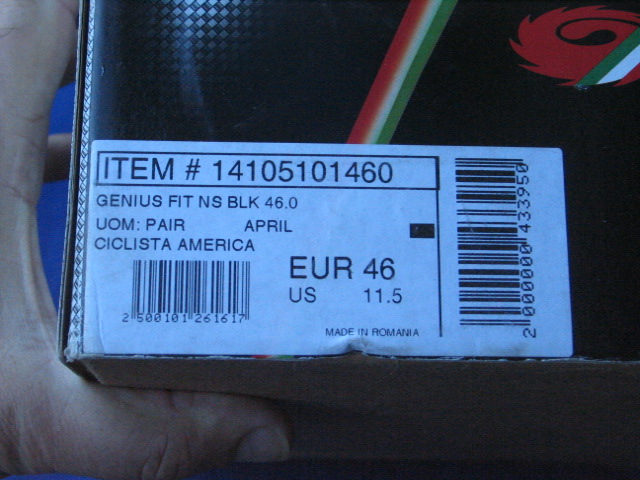 ITEM # 14105101460
GENIUS FIT NS BLK 46.0
UOM: PAIR APRIL
CICLISTA AMERICA
EUR 46
US 11.5
2 500101 261617
MADE IN ROMANIA
2 000000 433950